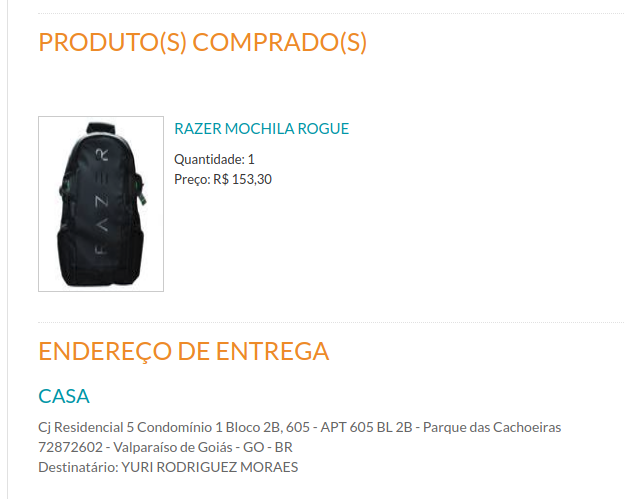 PRODUTO(S) COMPRADO(S)
RAZER MOCHILA ROGUE
Quantidade: 1
Preço: R$ 153,30
RAZER
ENDEREÇO DE ENTREGA
CASA
Cj Residencial 5 Condomínio 1 Bloco 2B, 605 - APT 605 BL 2B - Parque das Cachoeiras
72872602 - Valparaíso de Goiás - GO - BR
Destinatário: YURI RODRIGUEZ MORAES